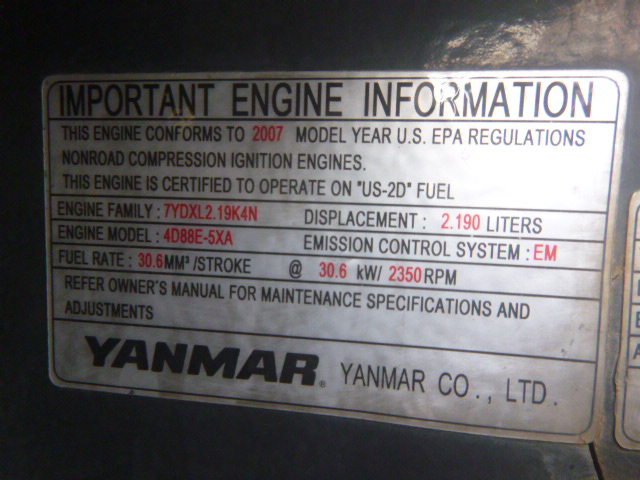 IMPORTANT ENGINE INFORMATION
THIS ENGINE CONFORMS TO 2007 MODEL YEAR U.S. EPA REGULATIONS
NONROAD COMPRESSION IGNITION ENGINES.
THIS ENGINE IS CERTIFIED TO OPERATE ON "US-2D" FUEL
ENGINE FAMILY : 7YDXL2.19K4N DISPLACEMENT : 2.190 LITERS
ENGINE MODEL : 4D88E-5XA EMISSION CONTROL SYSTEM : EM
FUEL RATE : 30.6MM³ /STROKE @ 30.6 kW/ 2350RPM
REFER OWNER'S MANUAL FOR MAINTENANCE SPECIFICATIONS AND
ADJUSTMENTS
YANMAR® YANMAR CO., LTD.